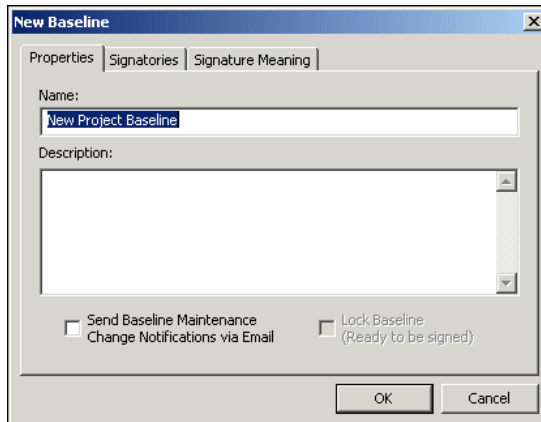 New Baseline
Properties Signatories Signature Meaning
Name:
New Project Baseline
Description:
Send Baseline Maintenance
Change Notifications via Email
Lock Baseline
(Ready to be signed)
OK Cancel